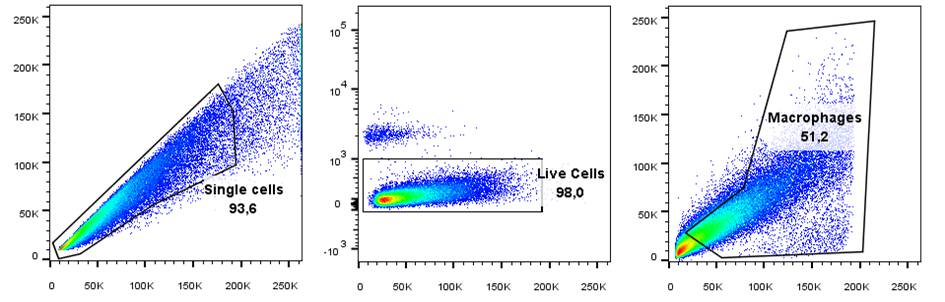 250K
200K
150K
100K
50K
0
Single cells
93,6
0 50K 100K 150K 200K 250K
10^5
10^4
10^3
0
-10^3
Live Cells
98,0
0 50K 100K 150K 200K 250K
250K
200K
150K
100K
50K
0
Macrophages
51,2
0 50K 100K 150K 200K 250K